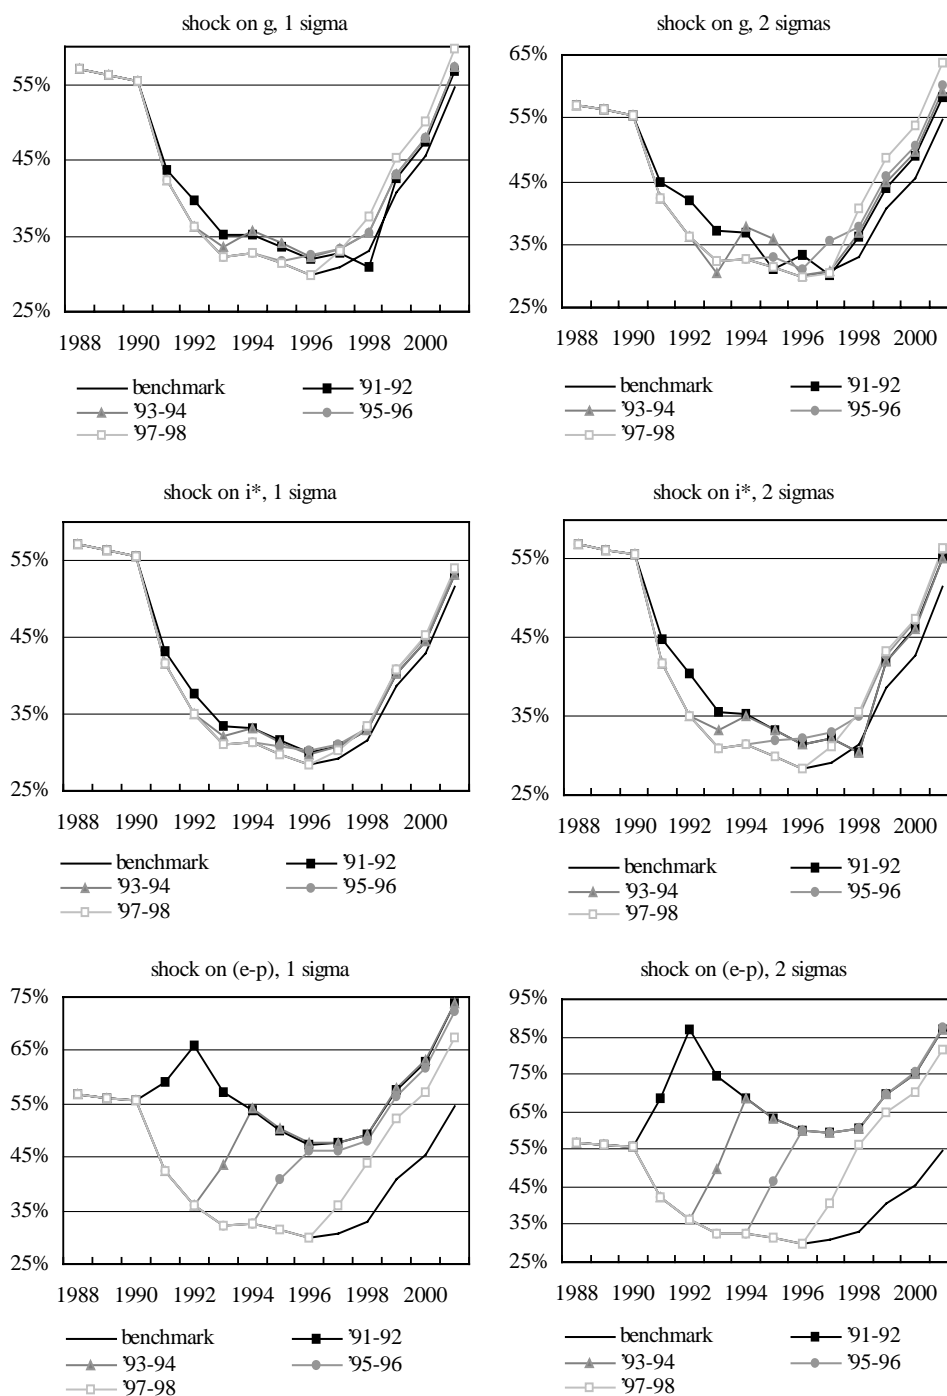 shock on g, 1 sigma
55%
45%
35%
25%
1988 1990 1992 1994 1996 1998 2000
benchmark '91-92
'93-94 '95-96
'97-98
shock on g, 2 sigmas
65%
55%
45%
35%
25%
1988 1990 1992 1994 1996 1998 2000
benchmark '91-92
'93-94 '95-96
'97-98
shock on i*, 1 sigma
55%
45%
35%
25%
1988 1990 1992 1994 1996 1998 2000
benchmark '91-92
'93-94 '95-96
'97-98
shock on i*, 2 sigmas
55%
45%
35%
25%
1988 1990 1992 1994 1996 1998 2000
benchmark '91-92
'93-94 '95-96
'97-98
shock on (e-p), 1 sigma
75%
65%
55%
45%
35%
25%
1988 1990 1992 1994 1996 1998 2000
benchmark '91-92
'93-94 '95-96
'97-98
shock on (e-p), 2 sigmas
95%
85%
75%
65%
55%
45%
35%
25%
1988 1990 1992 1994 1996 1998 2000
benchmark '91-92
'93-94 '95-96
'97-98